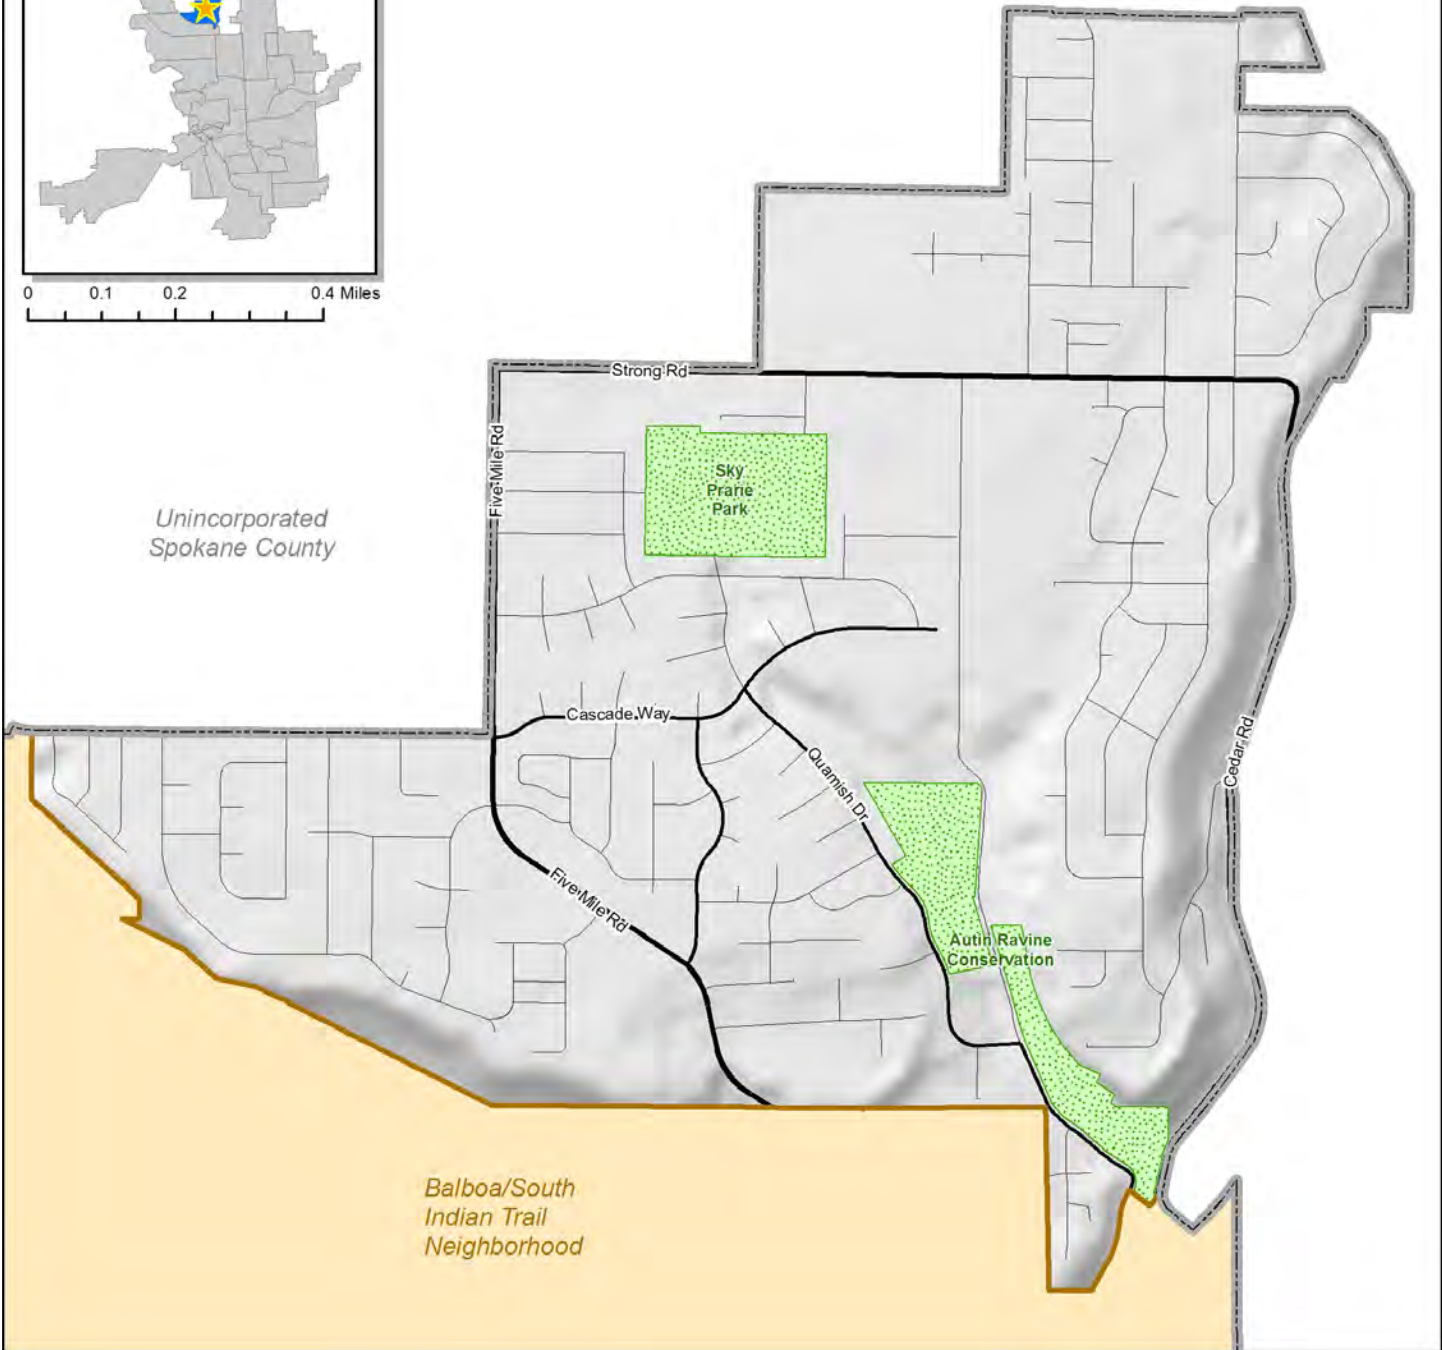 0 0.1 0.2 0.4 Miles
Strong Rd
Five Mile Rd
Sky
Prarie
Park
Unincorporated
Spokane County
Cascade Way
Quamish Dr
Cedar Rd
Five Mile Rd
Autin Ravine
Conservation
Balboa/South
Indian Trail
Neighborhood